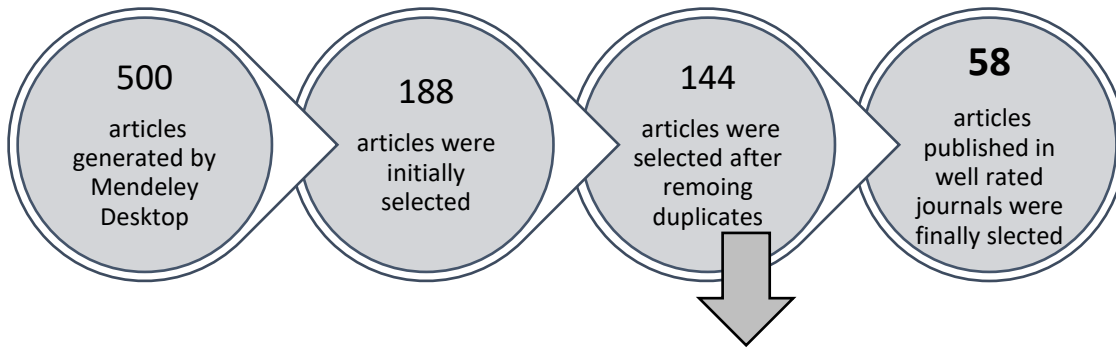 500
articles
generated by
Mendeley
Desktop
188
articles were
initially
selected
144
articles were
selected after
remoing
duplicates
58
articles
published in
well rated
journals were
finally slected